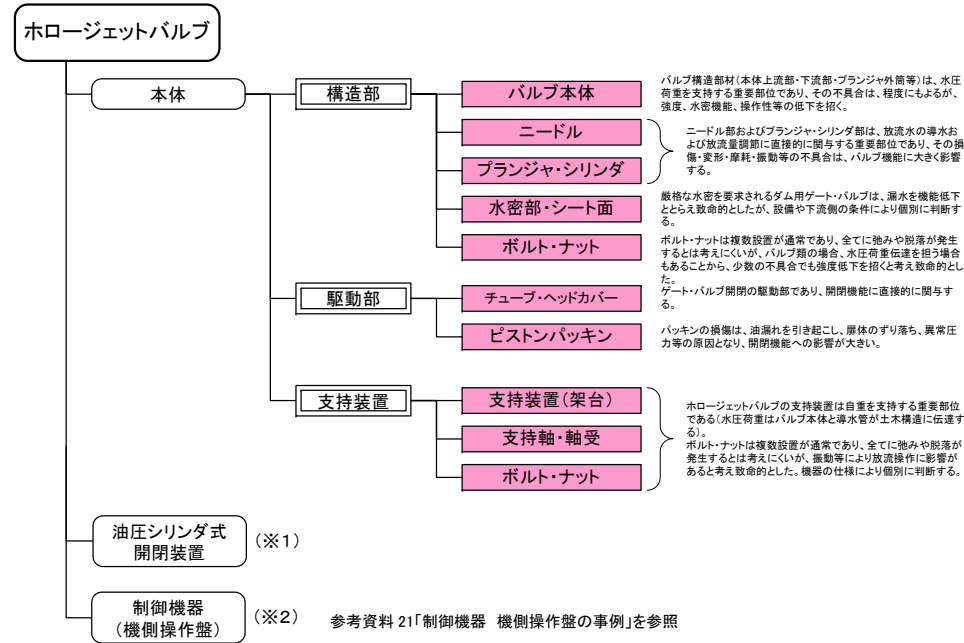 ホロージェットバルブ
本体
構造部
バルブ本体
バルブ構造部材(本体上流部・下流部・プランジャ外筒等)は、水圧
荷重を支持する重要部位であり、その不具合は、程度にもよるが、
強度、水密機能、操作性等の低下を招く。
ニードル
プランジャ・シリンダ
ニードル部およびプランジャ・シリンダ部は、放流水の導水お
よび放流量調節に直接的に関与する重要部位であり、その損
傷・変形・摩耗・振動等の不具合は、バルブ機能に大きく影響
する。
水密部・シート面
厳格な水密を要求されるダム用ゲート・バルブは、漏水を機能低下
ととらえ致命的としたが、設備や下流側の条件により個別に判断す
る。
ボルト・ナット
ボルト・ナットは複数設置が通常であり、全てに弛みや脱落が発生
するとは考えにくいが、バルブ類の場合、水圧荷重伝達を担う場合
もあることから、少数の不具合でも強度低下を招くと考え致命的とし
た。
駆動部
チューブ・ヘッドカバー
ゲート・バルブ開閉の駆動部であり、開閉機能に直接的に関与す
る。
ピストンパッキン
パッキンの損傷は、油漏れを引き起こし、扉体のずり落ち、異常圧
力等の原因となり、開閉機能への影響が大きい。
支持装置
支持装置(架台)
支持軸・軸受
ボルト・ナット
ホロージェットバルブの支持装置は自重を支持する重要部位
である(水圧荷重はバルブ本体と導水管が土木構造に伝達す
る)。
ボルト・ナットは複数設置が通常であり、全てに弛みや脱落が
発生するとは考えにくいが、振動等により放流操作に影響が
あると考え致命的とした。機器の仕様により個別に判断する。
油圧シリンダ式
開閉装置
(※1)
制御機器
(機側操作盤)
(※2)
参考資料 21「制御機器 機側操作盤の事例」を参照